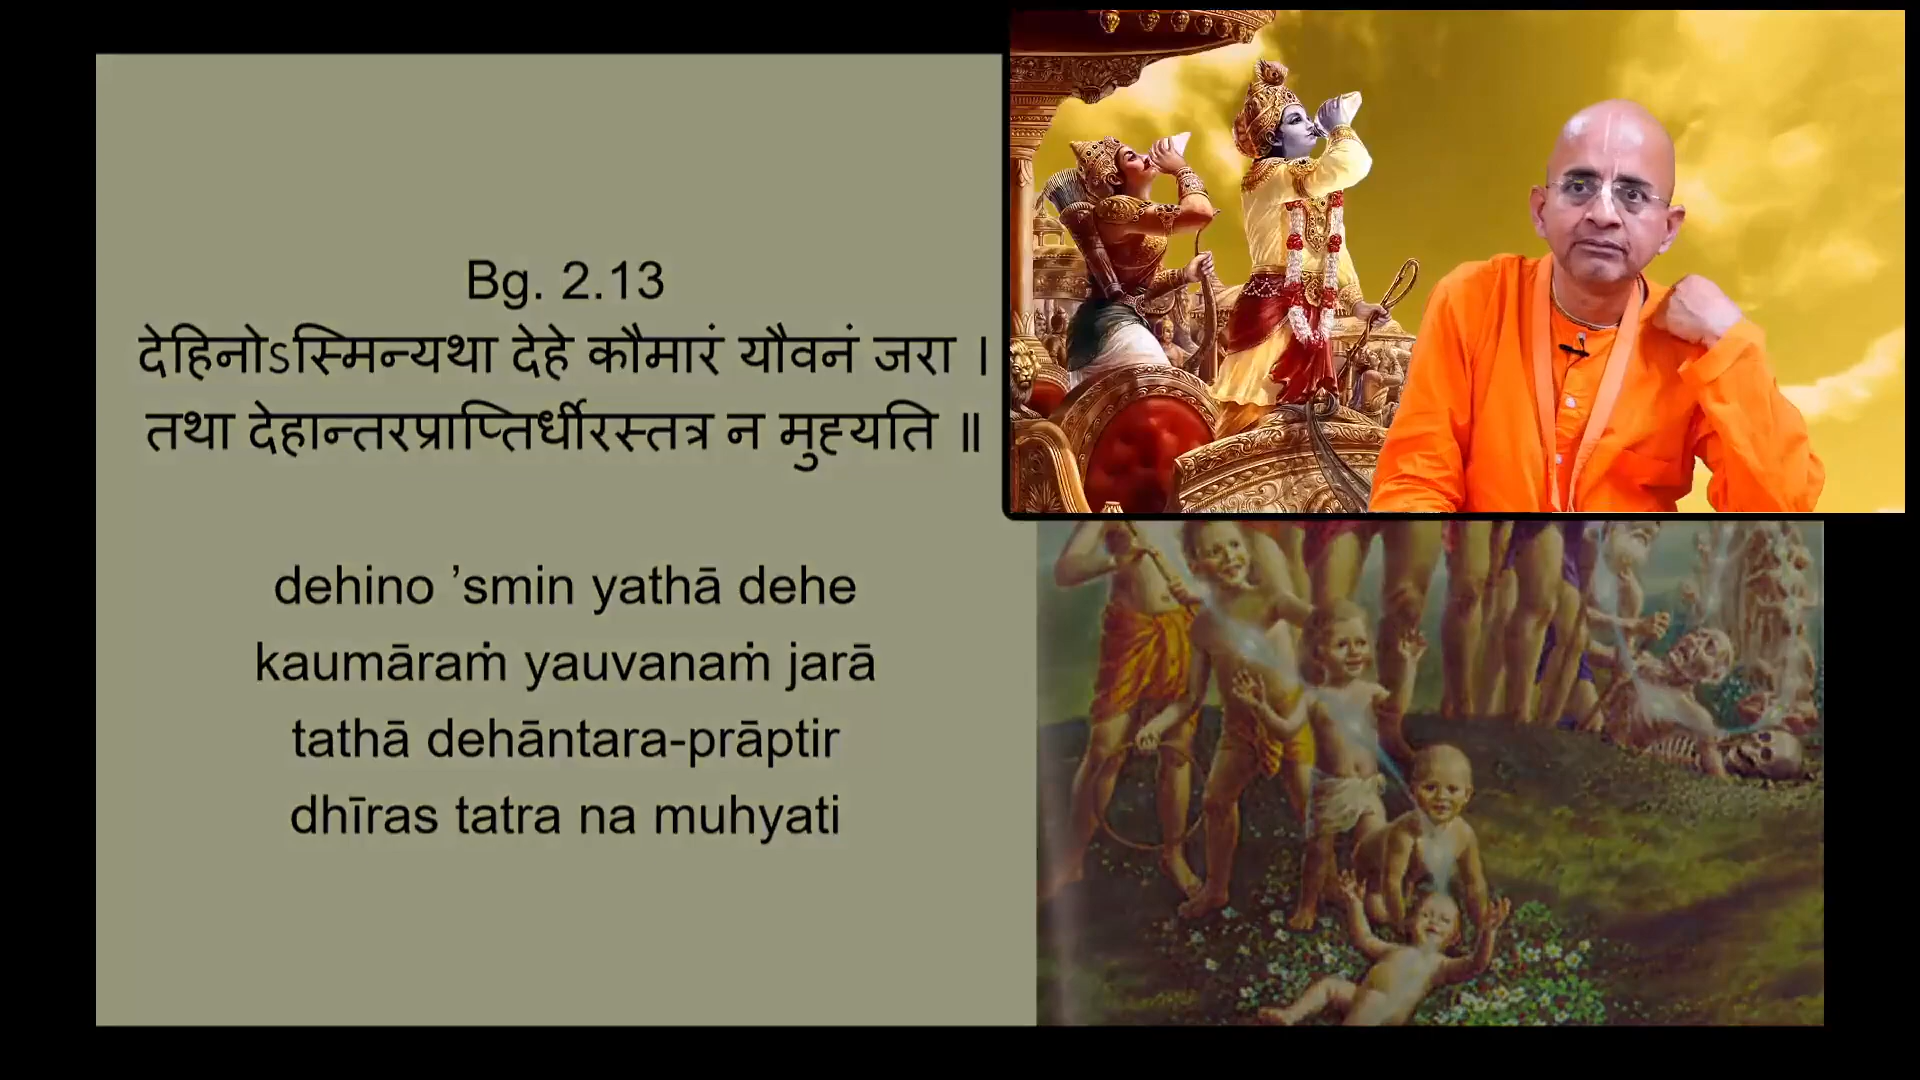 Bg. 2.13
देहिनोऽस्मिन्यथा देहे कौमारं यौवनं जरा ।
तथा देहान्तरप्राप्तिर्धीरस्तत्र न मुह्यति ॥
dehino ’smin yathā dehe
kaumāraṁ yauvanaṁ jarā
tathā dehāntara-prāptir
dhīras tatra na muhyati